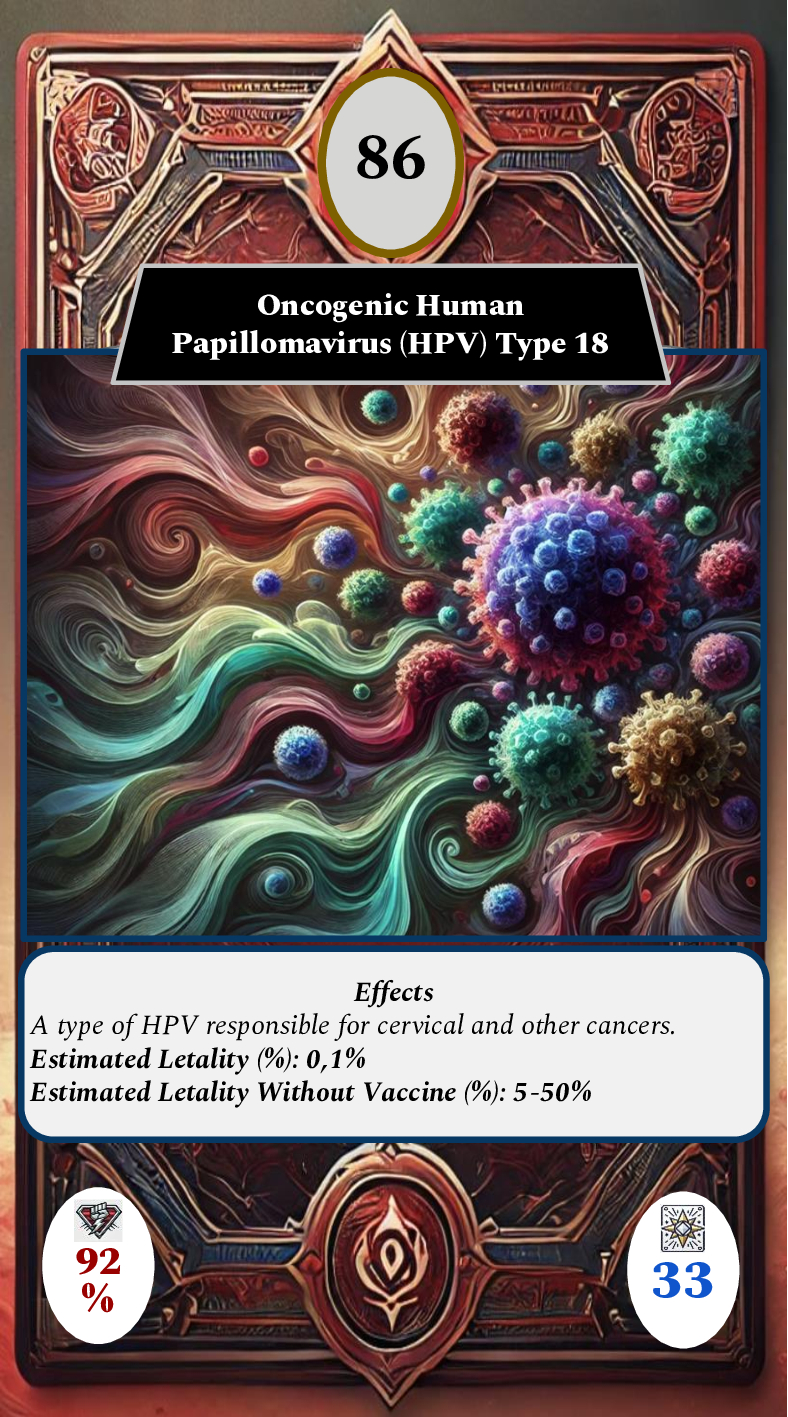 86
Oncogenic Human
Papillomavirus (HPV) Type 18
Effects
A type of HPV responsible for cervical and other cancers.
Estimated Letality (%): 0,1%
Estimated Letality Without Vaccine (%): 5-50%
92
%
33